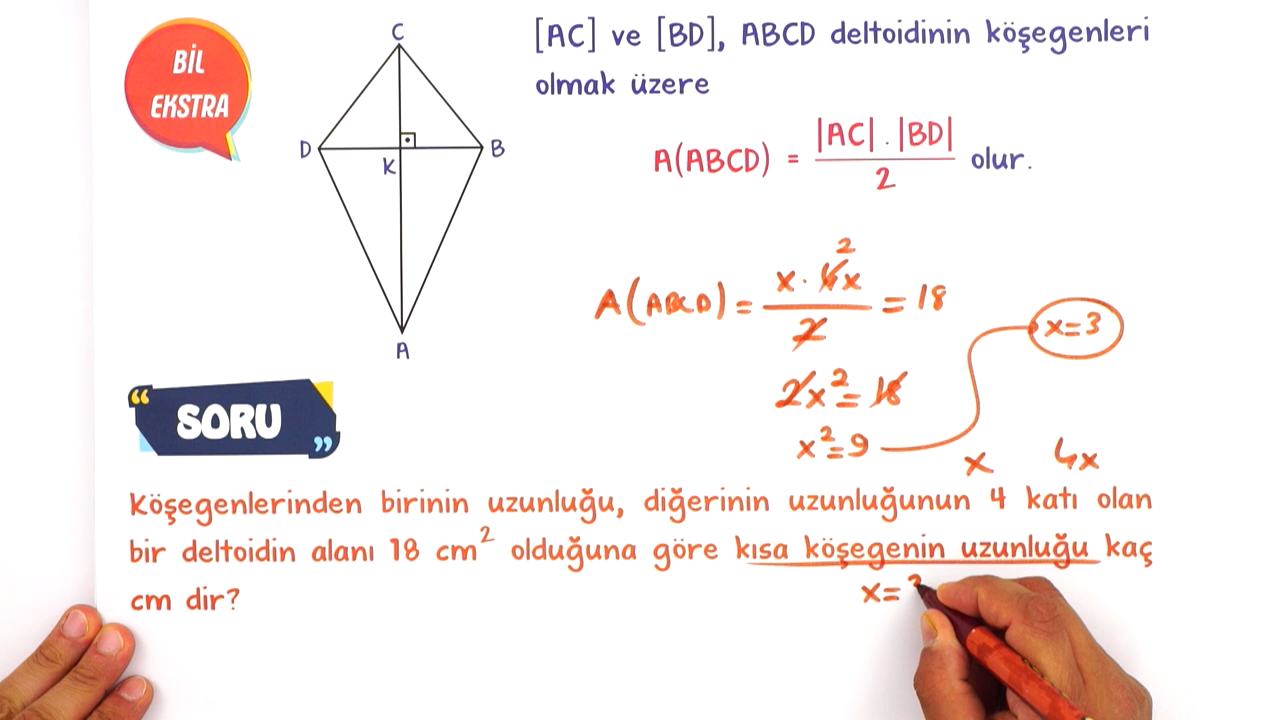 BİL
EKSTRA
C
D
B
K
A
[AC] ve [BD], ABCD deltoidinin köşegenleri
olmak üzere
A(ABCD) = |AC| . |BD| / 2 olur.
2
A(ABCD) = x . 4x / 2 = 18
x=3
2x² = 18
x² = 9
x 4x
“ SORU ”
Köşegenlerinden birinin uzunluğu, diğerinin uzunluğunun 4 katı olan
bir deltoidin alanı 18 cm² olduğuna göre kısa köşegenin uzunluğu kaç
cm dir?
x=